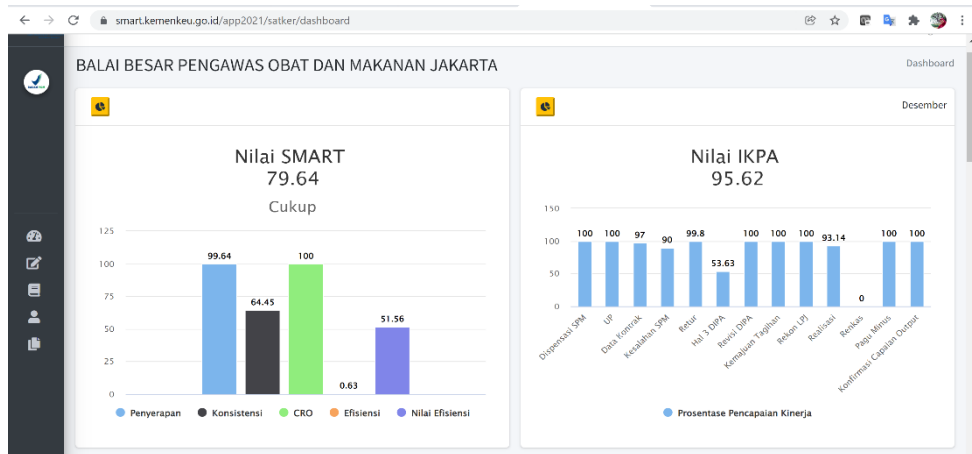 smart.kemenkeu.go.id/app2021/satker/dashboard
BALAI BESAR PENGAWAS OBAT DAN MAKANAN JAKARTA
Dashboard
Nilai SMART
79.64
Cukup
125
100
75
50
25
0
99.64
64.45
100
0.63
51.56
Penyerapan Konsistensi CRO Efisiensi Nilai Efisiensi
Desember
Nilai IKPA
95.62
150
100
50
0
100 100 97 90 99.8 53.63 100 100 100 93.14 0 100 100
Dispensasi SPM
UP
Data Kontrak
Kesalahan SPM
Retur
Hal 3 DIPA
Revisi DIPA
Kemajuan Tagihan
Rekon LPJ
Realisasi
Renkas
Pagu Minus
Konfirmasi Capaian Output
Prosentase Pencapaian Kinerja